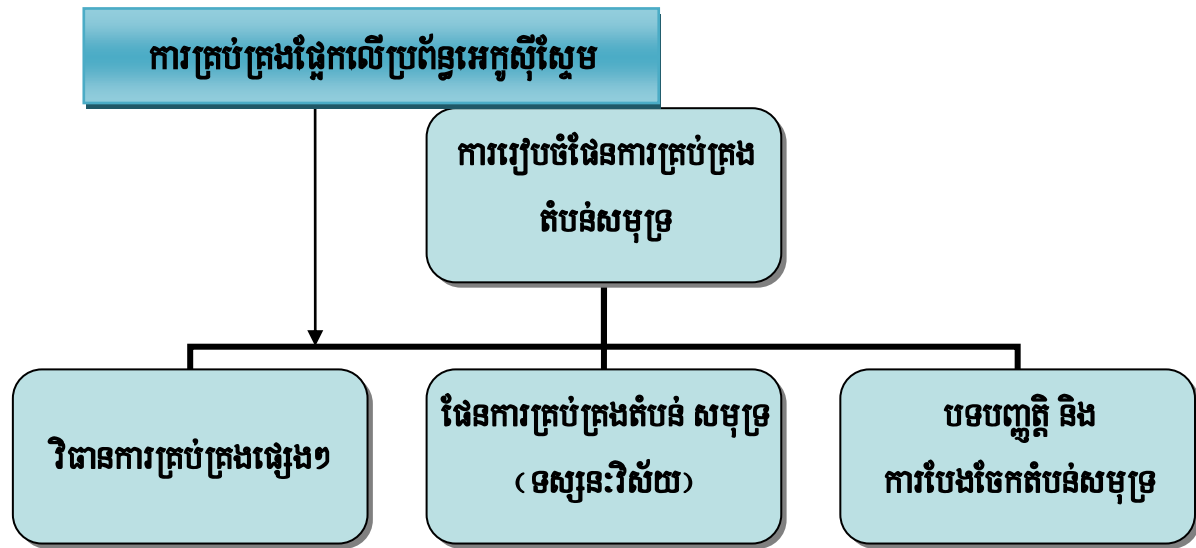 ការគ្រប់គ្រងផ្អែកលើប្រព័ន្ធអេកូស៊ីស្ទែម
ការរៀបចំផែនការគ្រប់គ្រង
តំបន់សមុទ្រ
វិធានការគ្រប់គ្រងផ្សេងៗ
ផែនការគ្រប់គ្រងតំបន់ សមុទ្រ
(ទស្សនះវិស័យ)
បទបញ្ញត្តិ និង
ការបែងចែកតំបន់សមុទ្រ